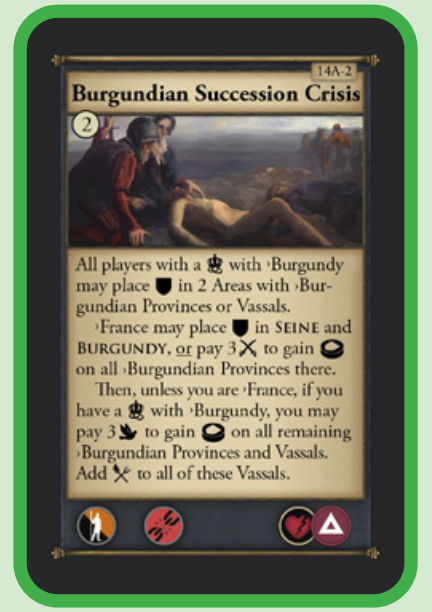 14A-2
Burgundian Succession Crisis
2
All players with a with ›Burgundy
may place in 2 Areas with ›Bur-
gundian Provinces or Vassals.
›France may place in SEINE and
BURGUNDY, or pay 3 to gain
on all ›Burgundian Provinces there.
Then, unless you are ›France, if you
have a with ›Burgundy, you may
pay 3 to gain on all remaining
›Burgundian Provinces and Vassals.
Add to all of these Vassals.